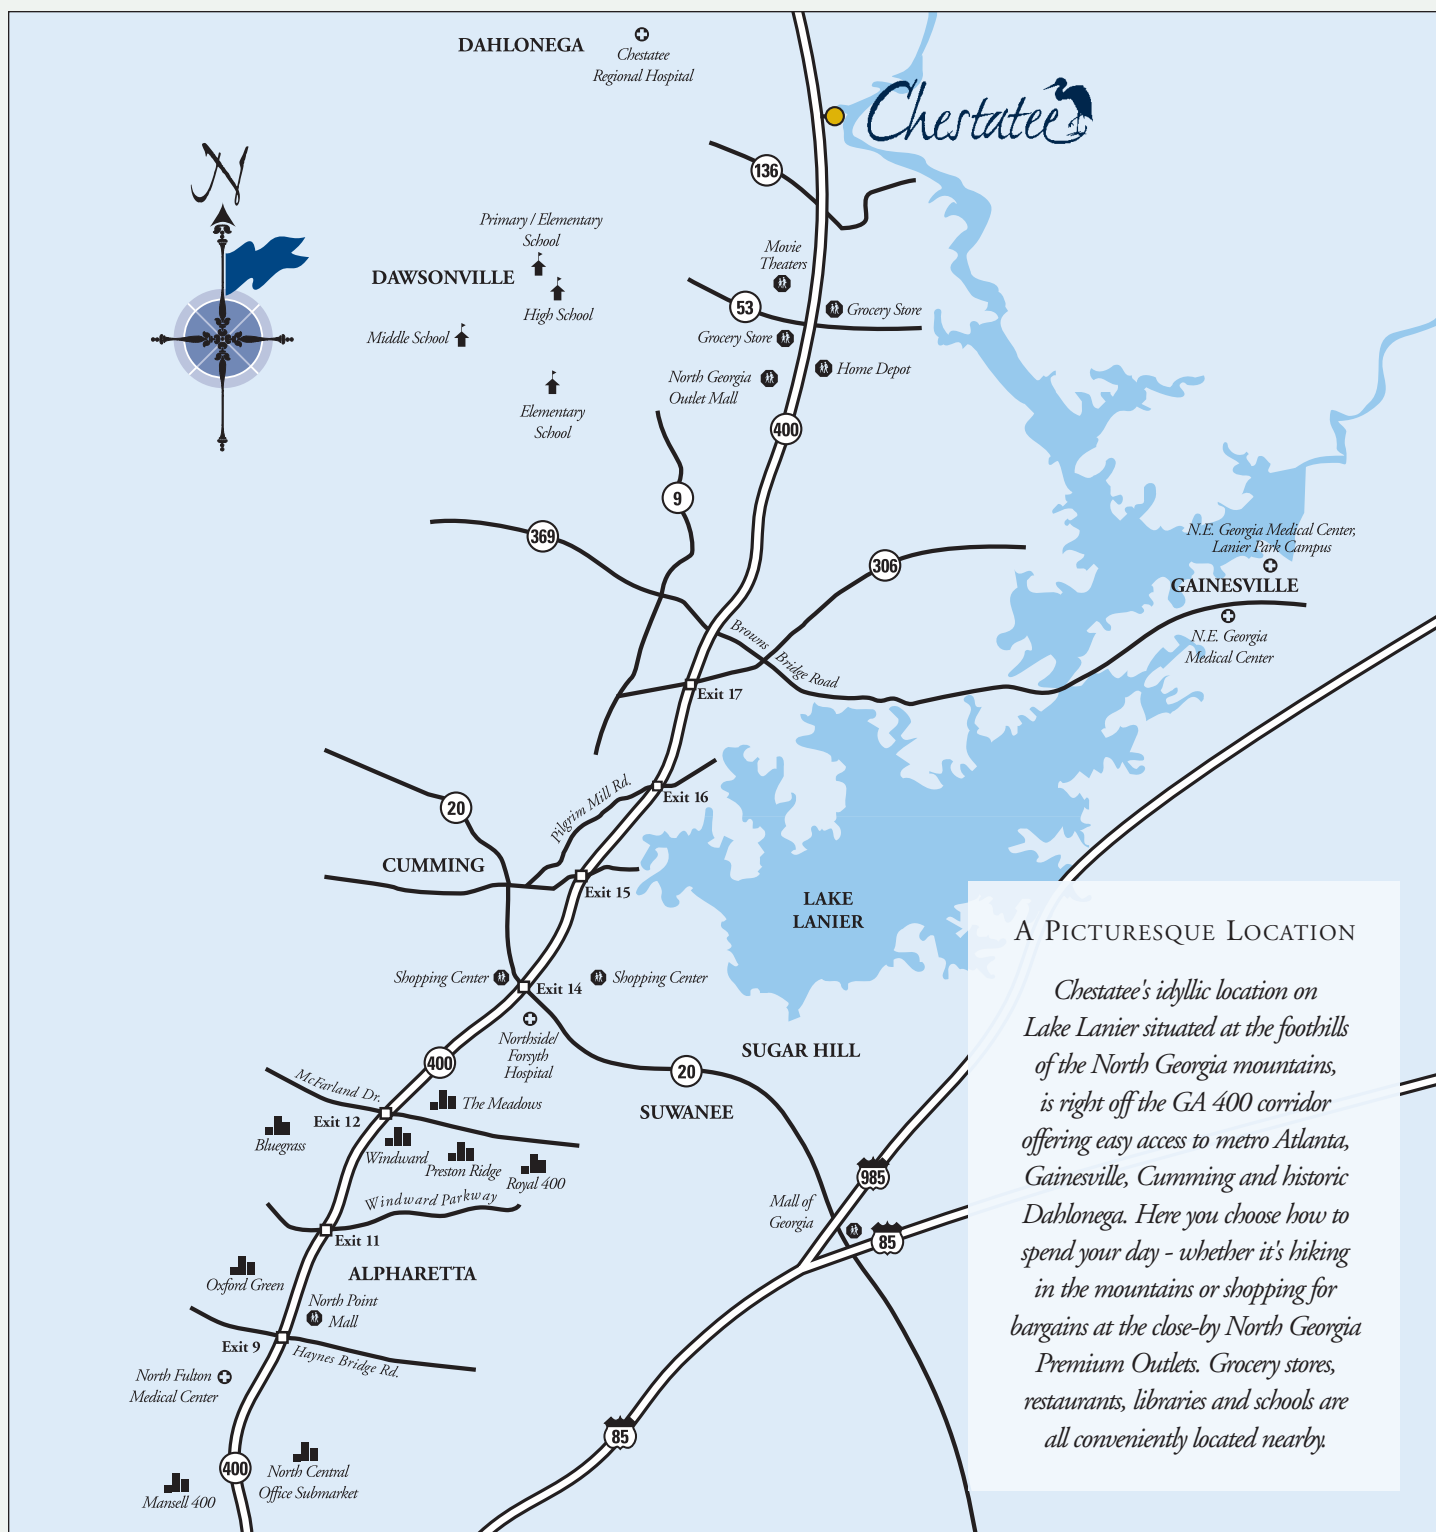 DAHLONEGA
Chestatee
Regional Hospital
Chestatee
N
136
Primary / Elementary
School
DAWSONVILLE
High School
Middle School
Elementary
School
Movie
Theaters
53
Grocery Store
Grocery Store
Home Depot
North Georgia
Outlet Mall
400
9
369
306
N.E. Georgia Medical Center,
Lanier Park Campus
GAINESVILLE
N.E. Georgia
Medical Center
Browns Bridge Road
Exit 17
Pilgrim Mill Rd.
Exit 16
20
CUMMING
Exit 15
LAKE
LANIER
Shopping Center
Shopping Center
Exit 14
Northside/
Forsyth
Hospital
SUGAR HILL
400
20
SUWANEE
McFarland Dr.
The Meadows
Exit 12
Bluegrass
Windward
Preston Ridge
Royal 400
Windward Parkway
985
Mall of
Georgia
85
Exit 11
ALPHARETTA
Oxford Green
North Point
Mall
Exit 9
Haynes Bridge Rd.
North Fulton
Medical Center
85
400
North Central
Office Submarket
Mansell 400
A PICTURESQUE LOCATION
Chestatee's idyllic location on
Lake Lanier situated at the foothills
of the North Georgia mountains,
is right off the GA 400 corridor
offering easy access to metro Atlanta,
Gainesville, Cumming and historic
Dahlonega. Here you choose how to
spend your day - whether it's hiking
in the mountains or shopping for
bargains at the close-by North Georgia
Premium Outlets. Grocery stores,
restaurants, libraries and schools are
all conveniently located nearby.